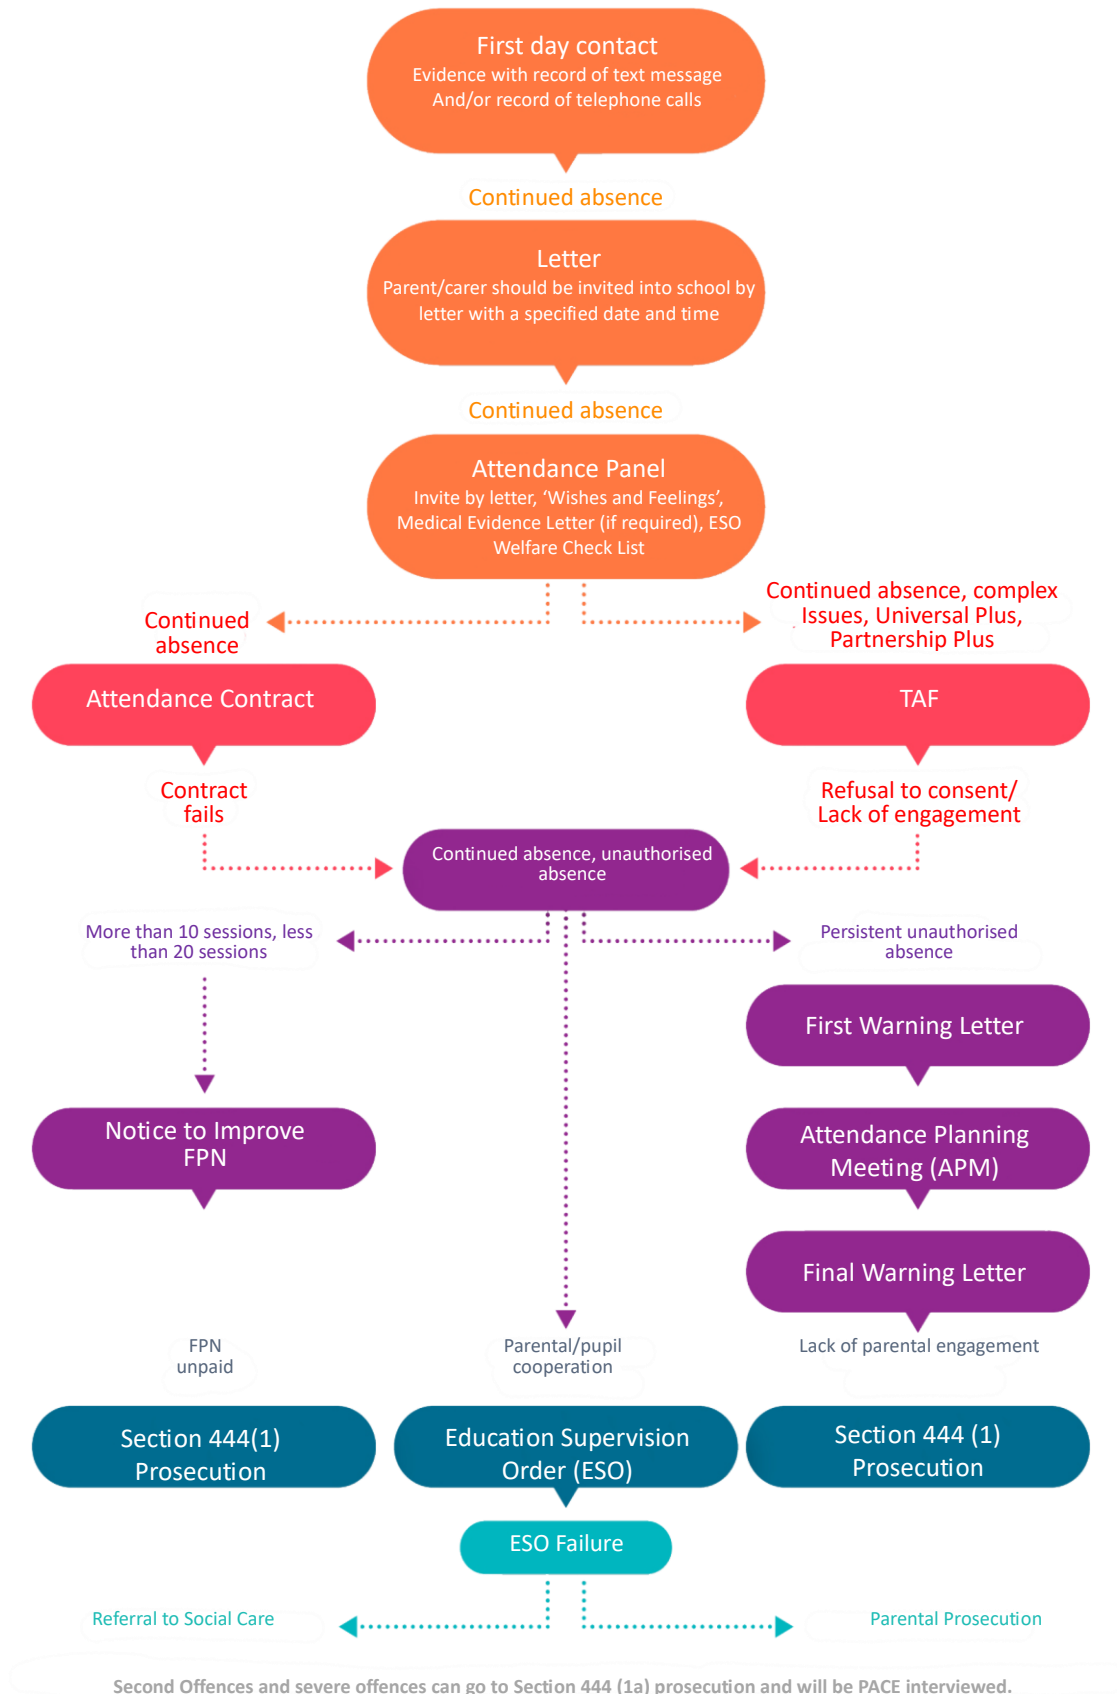 First day contact
Evidence with record of text message
And/or record of telephone calls
Continued absence
Letter
Parent/carer should be invited into school by
letter with a specified date and time
Continued absence
Attendance Panel
Invite by letter, ‘Wishes and Feelings’,
Medical Evidence Letter (if required), ESO
Welfare Check List
Continued
absence
Continued absence, complex
Issues, Universal Plus,
Partnership Plus
Attendance Contract
TAF
Contract
fails
Refusal to consent/
Lack of engagement
Continued absence, unauthorised
absence
More than 10 sessions, less
than 20 sessions
Persistent unauthorised
absence
First Warning Letter
Notice to Improve
FPN
Attendance Planning
Meeting (APM)
Final Warning Letter
FPN
unpaid
Parental/pupil
cooperation
Lack of parental engagement
Section 444(1)
Prosecution
Education Supervision
Order (ESO)
Section 444 (1)
Prosecution
ESO Failure
Referral to Social Care
Parental Prosecution
Second Offences and severe offences can go to Section 444 (1a) prosecution and will be PACE interviewed.